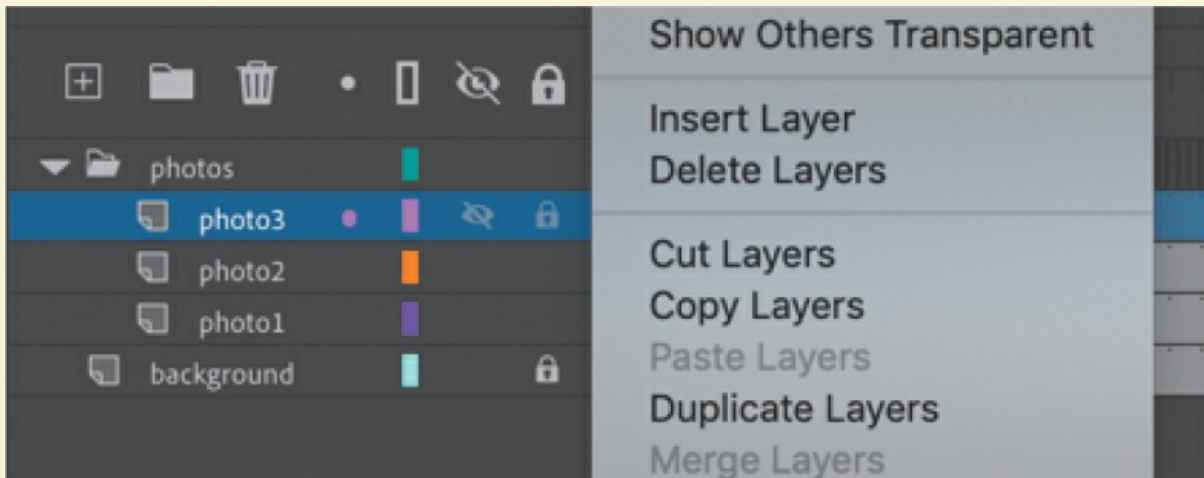 photos
photo3
photo2
photo1
background
Show Others Transparent
Insert Layer
Delete Layers
Cut Layers
Copy Layers
Paste Layers
Duplicate Layers
Merge Layers